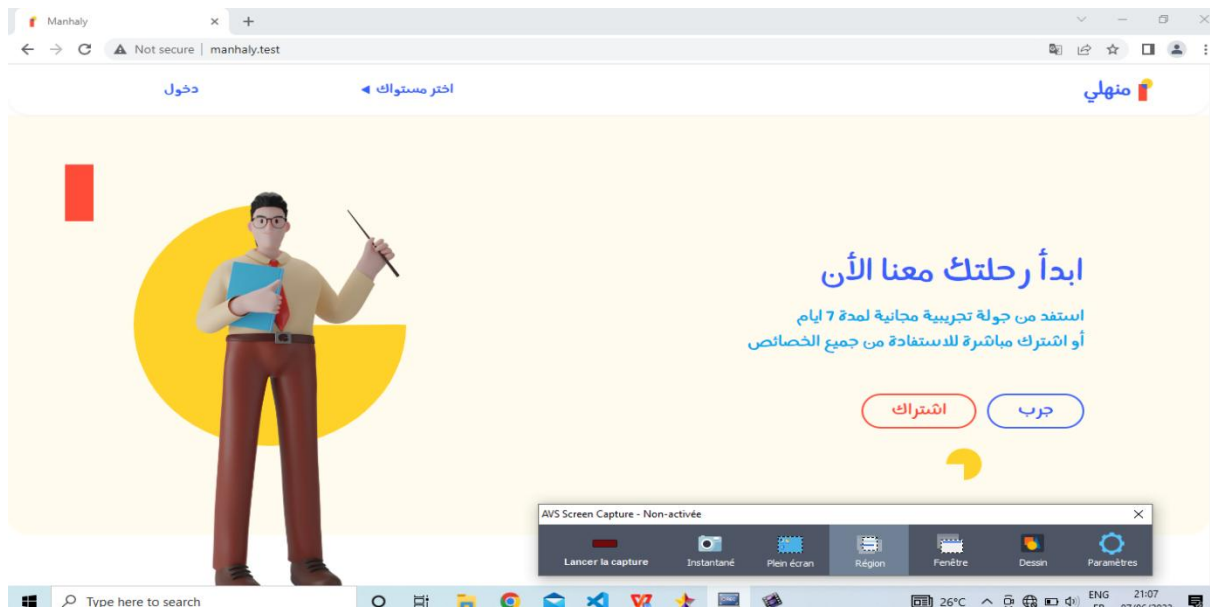 Manhaly
Not secure | manhaly.test
منهلي
اختر مستواك
دخول
ابدأ رحلتك معنا الأن
استفد من جولة تجريبية مجانية لمدة 7 ايام
أو اشترك مباشرة للاستفادة من جميع الخصائص
جرب
اشتراك
AVS Screen Capture - Non-activée
Lancer la capture
Instantané
Plein écran
Région
Fenêtre
Dessin
Paramètres
Type here to search
26°C
ENG
21:07